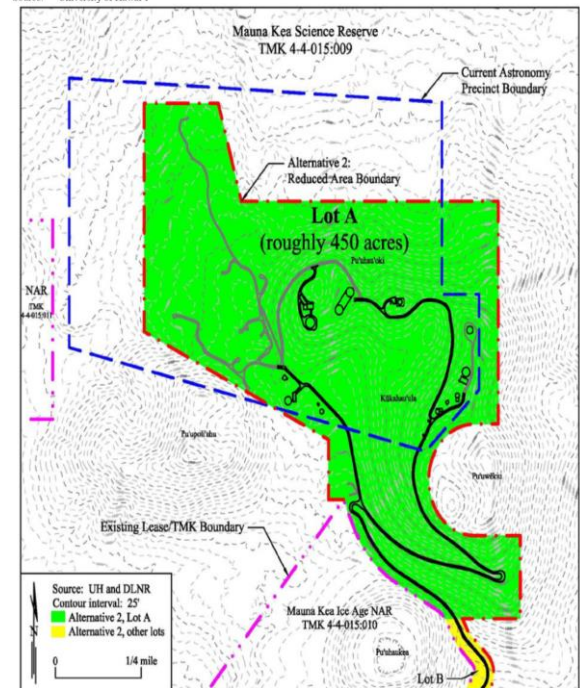 Mauna Kea Science Reserve
TMK 4-4-015:009
Current Astronomy
Precinct Boundary
Alternative 2:
Reduced Area Boundary
Lot A
(roughly 450 acres)
Pu'uhau'oki
NAR
TMK
4-4-015:011
Kūkahau'ula
Pu'upoli'ahu
Pu'uwēkiu
Existing Lease/TMK Boundary
Source: UH and DLNR
Contour interval: 25'
Alternative 2, Lot A
Alternative 2, other lots
N
0
1/4 mile
Mauna Kea Ice Age NAR
TMK 4-4-015:010
Pu'uhaukea
Lot B